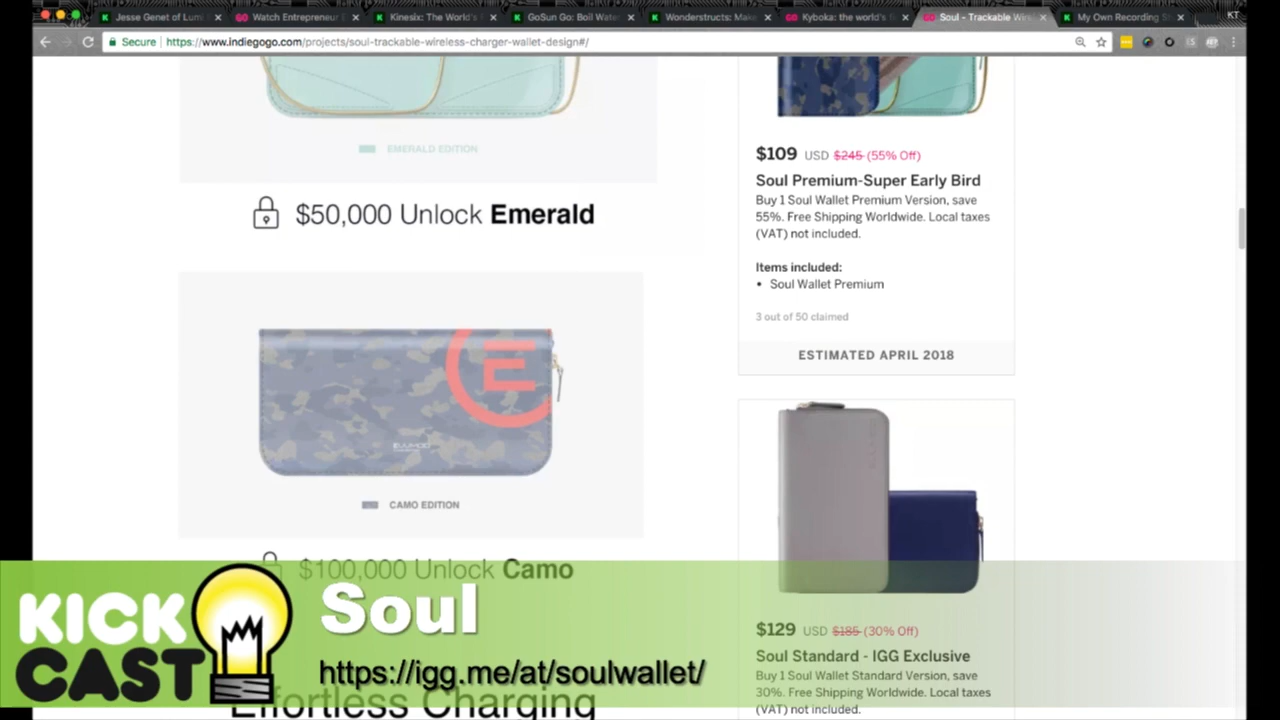 Jesse Genet of Lumi
Watch Entrepreneur
Kinesix: The World's
GoSun Go: Boil Water
Wonderstructs: Make
Kyboka: the world's f
Soul - Trackable Wire
My Own Recording S
KT
Secure
https://www.indiegogo.com/projects/soul-trackable-wireless-charger-wallet-design#/
EMERALD EDITION
$50,000 Unlock Emerald
E
CAMO EDITION
$100,000 Unlock Camo
Effortless Charging
$109 USD $245 (55% Off)
Soul Premium-Super Early Bird
Buy 1 Soul Wallet Premium Version, save
55%. Free Shipping Worldwide. Local taxes
(VAT) not included.
Items included:
• Soul Wallet Premium
3 out of 50 claimed
ESTIMATED APRIL 2018
$129 USD $185 (30% Off)
Soul Standard - IGG Exclusive
Buy 1 Soul Wallet Standard Version, save
30%. Free Shipping Worldwide. Local taxes
(VAT) not included.
KICK
CAST
Soul
https://igg.me/at/soulwallet/